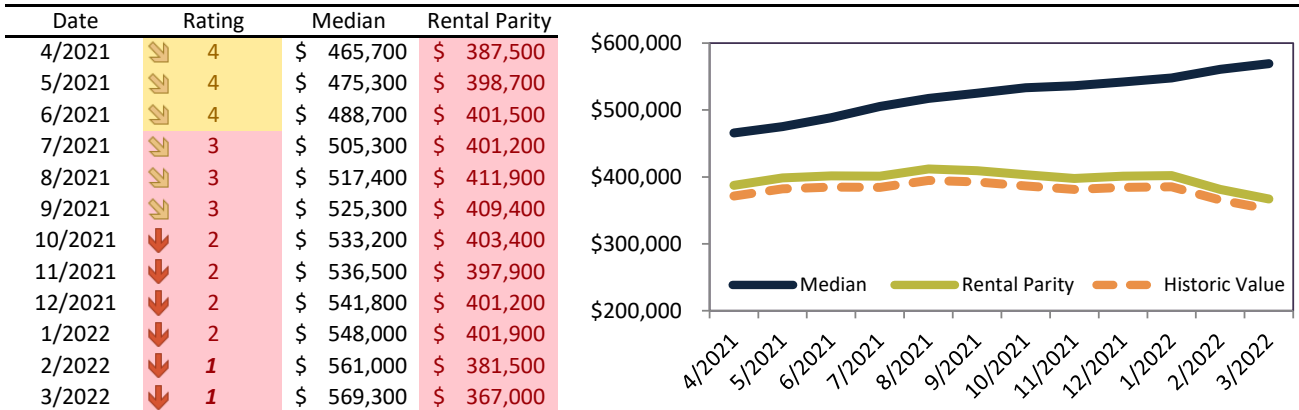 Date Rating Median Rental Parity
4/2021 4 $ 465,700 $ 387,500
5/2021 4 $ 475,300 $ 398,700
6/2021 4 $ 488,700 $ 401,500
7/2021 3 $ 505,300 $ 401,200
8/2021 3 $ 517,400 $ 411,900
9/2021 3 $ 525,300 $ 409,400
10/2021 2 $ 533,200 $ 403,400
11/2021 2 $ 536,500 $ 397,900
12/2021 2 $ 541,800 $ 401,200
1/2022 2 $ 548,000 $ 401,900
2/2022 1 $ 561,000 $ 381,500
3/2022 1 $ 569,300 $ 367,000
$600,000
$500,000
$400,000
$300,000
$200,000
Median Rental Parity Historic Value
4/2021 5/2021 6/2021 7/2021 8/2021 9/2021 10/2021 11/2021 12/2021 1/2022 2/2022 3/2022